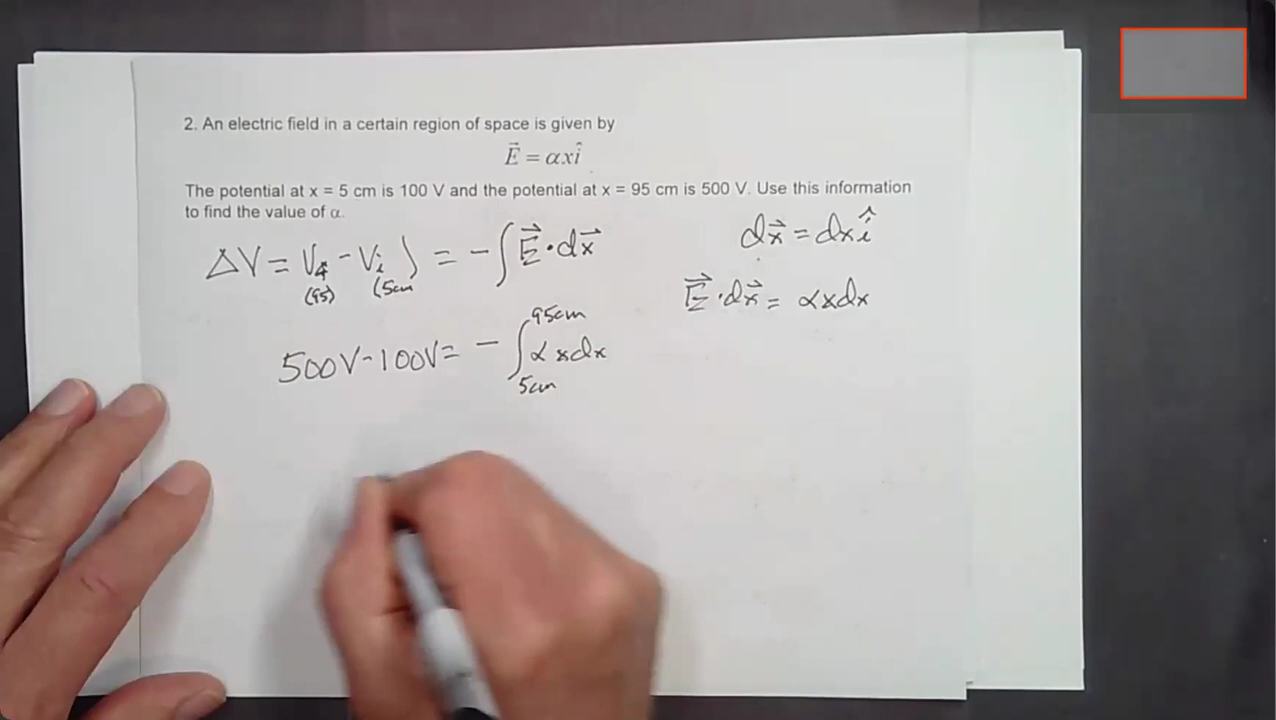 2. An electric field in a certain region of space is given by
E⃗ = αxî
The potential at x = 5 cm is 100 V and the potential at x = 95 cm is 500 V. Use this information
to find the value of α.
ΔV = V_f - V_i ) = -∫E⃗·dx⃗
(95) (5cm
dx⃗ = dx î
E⃗·dx⃗ = αxdx
95cm
500V - 100V = -∫αxdx
5cm